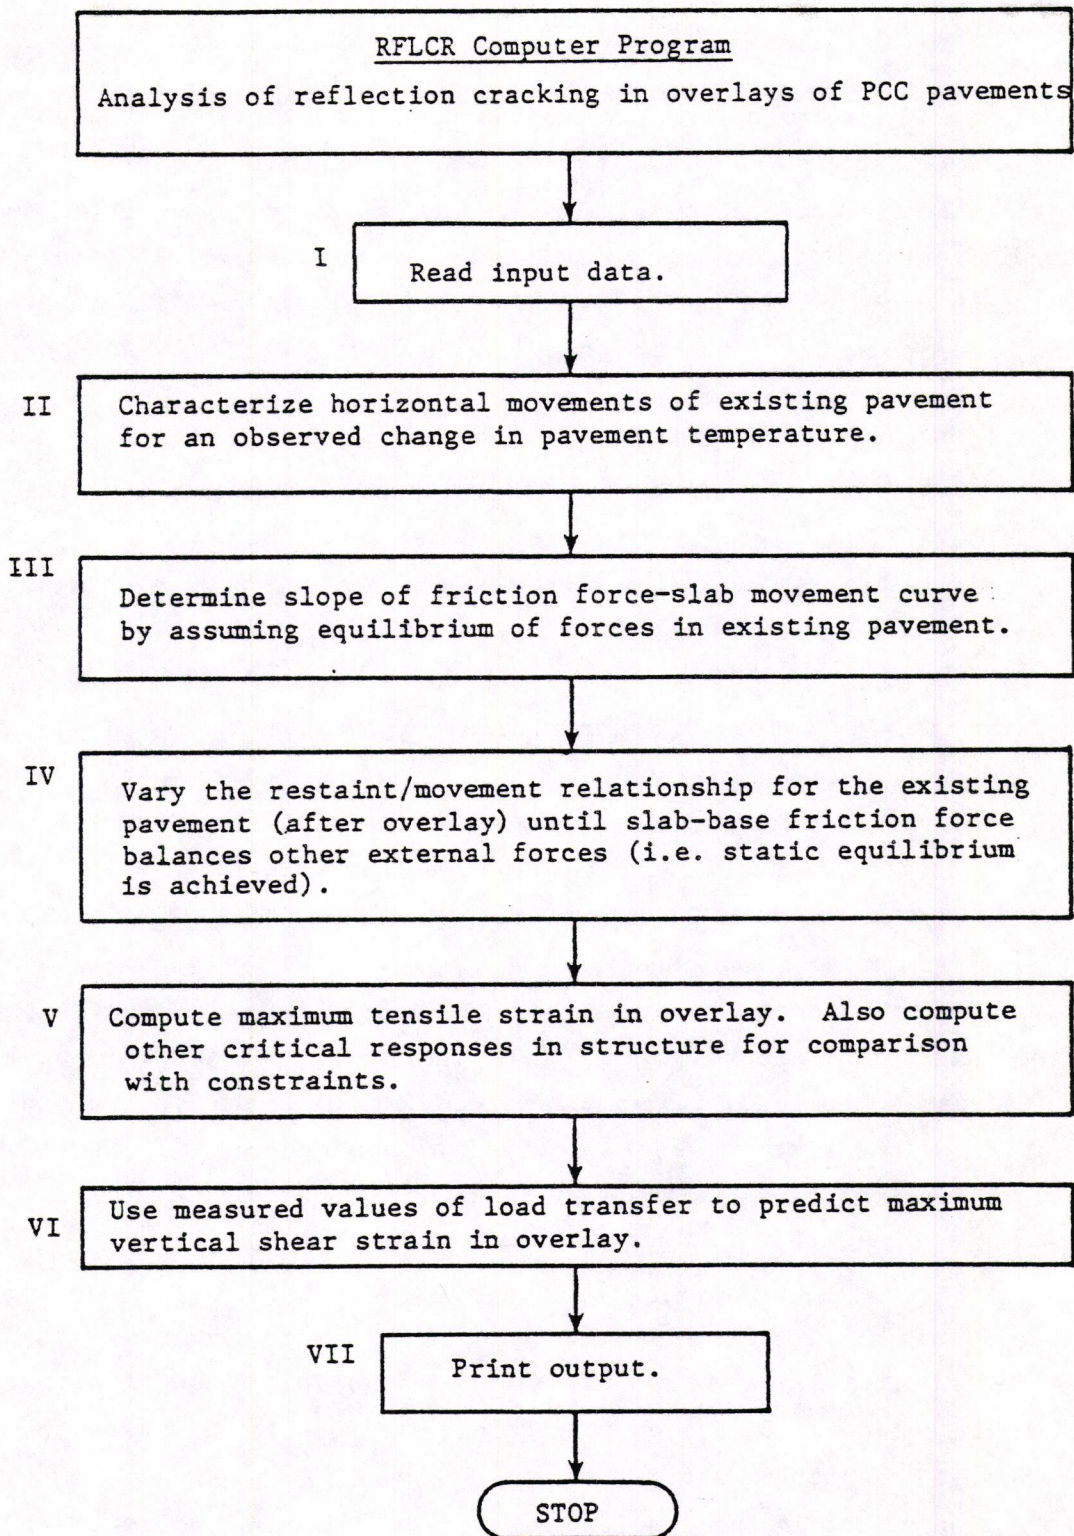 RFLCR Computer Program
Analysis of reflection cracking in overlays of PCC pavements
I
Read input data.
II
Characterize horizontal movements of existing pavement
for an observed change in pavement temperature.
III
Determine slope of friction force-slab movement curve
by assuming equilibrium of forces in existing pavement.
IV
Vary the restaint/movement relationship for the existing
pavement (after overlay) until slab-base friction force
balances other external forces (i.e. static equilibrium
is achieved).
V
Compute maximum tensile strain in overlay. Also compute
other critical responses in structure for comparison
with constraints.
VI
Use measured values of load transfer to predict maximum
vertical shear strain in overlay.
VII
Print output.
STOP